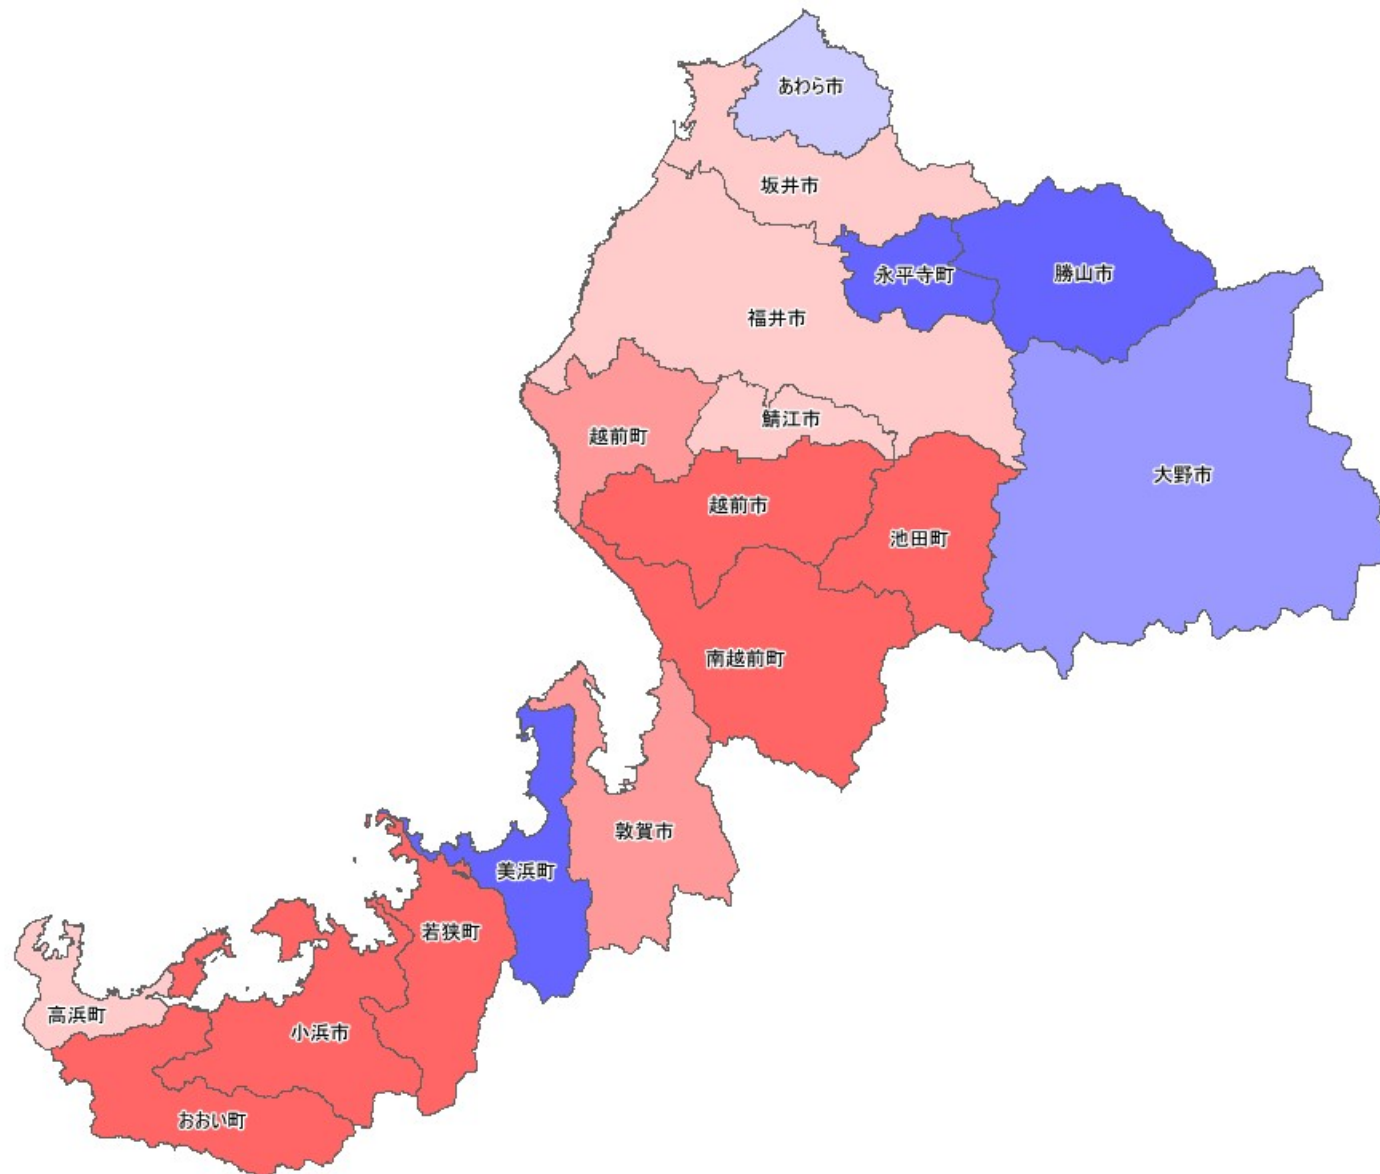 あわら市
坂井市
永平寺町
勝山市
福井市
鯖江市
越前町
大野市
越前市
池田町
南越前町
敦賀市
美浜町
若狭町
高浜町
小浜市
おおい町